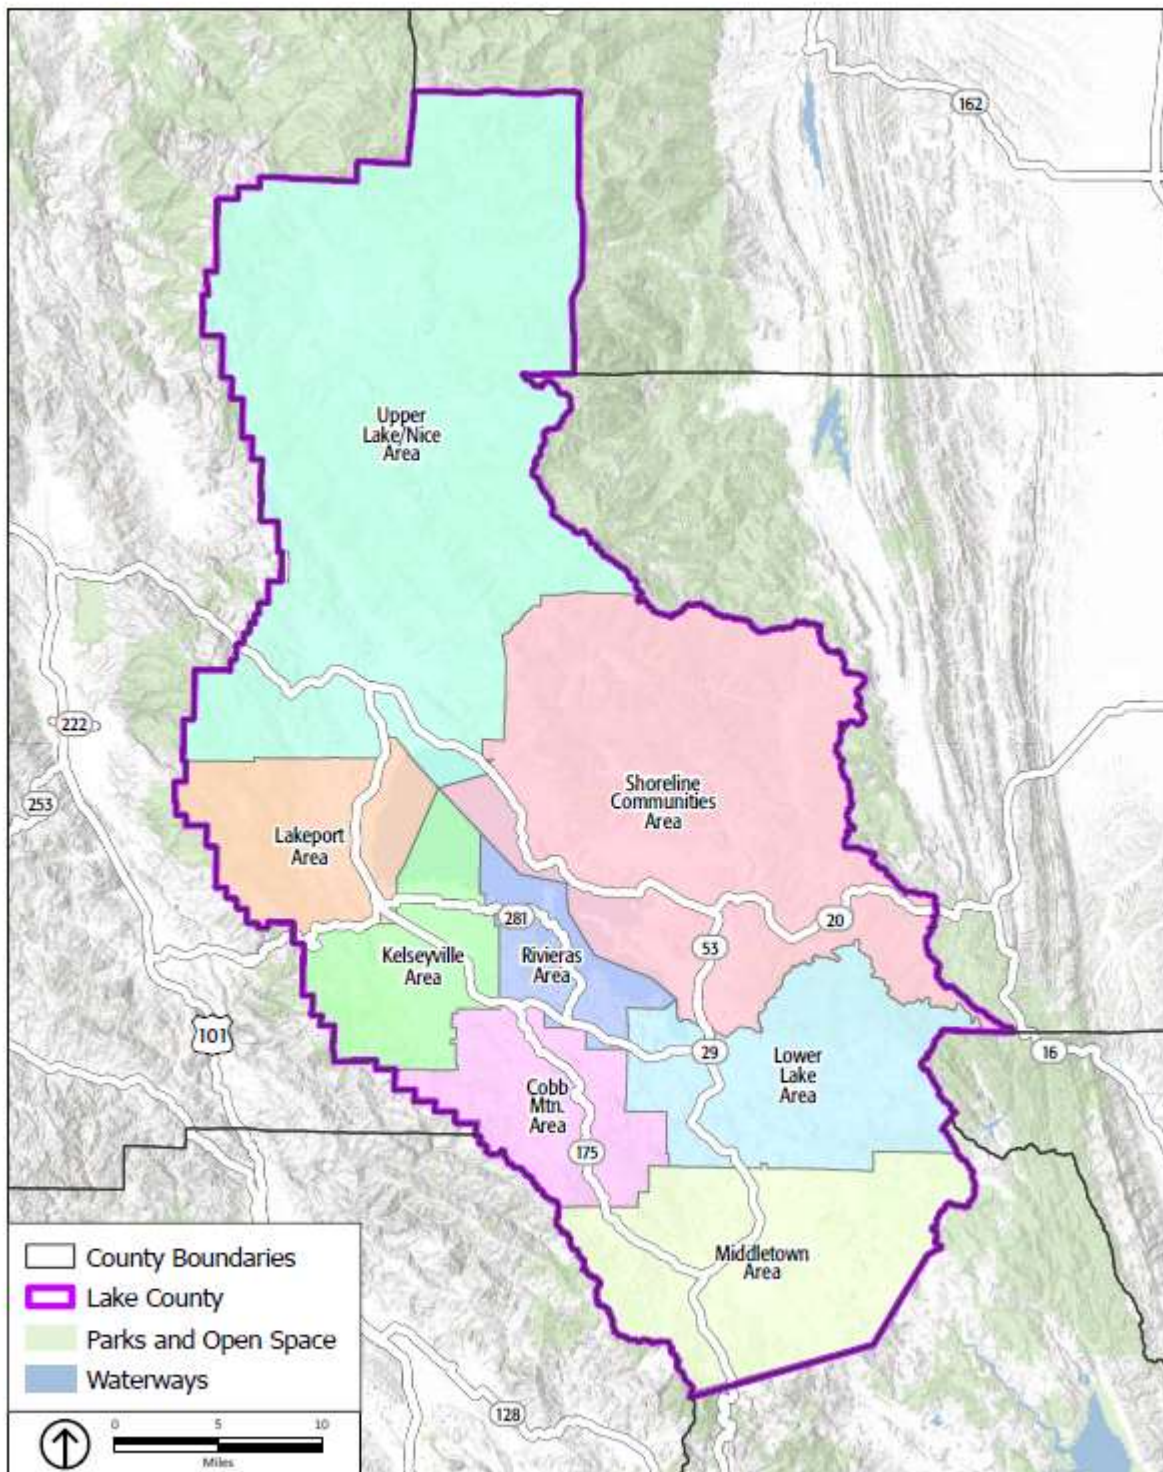 162
Upper
Lake/Nice
Area
222
253
Shoreline
Communities
Area
Lakeport
Area
281
20
53
Kelseyville
Area
Rivieras
Area
101
29
16
Lower
Lake
Area
Cobb
Mtn.
Area
175
Middletown
Area
128
County Boundaries
Lake County
Parks and Open Space
Waterways
0 5 10
Miles